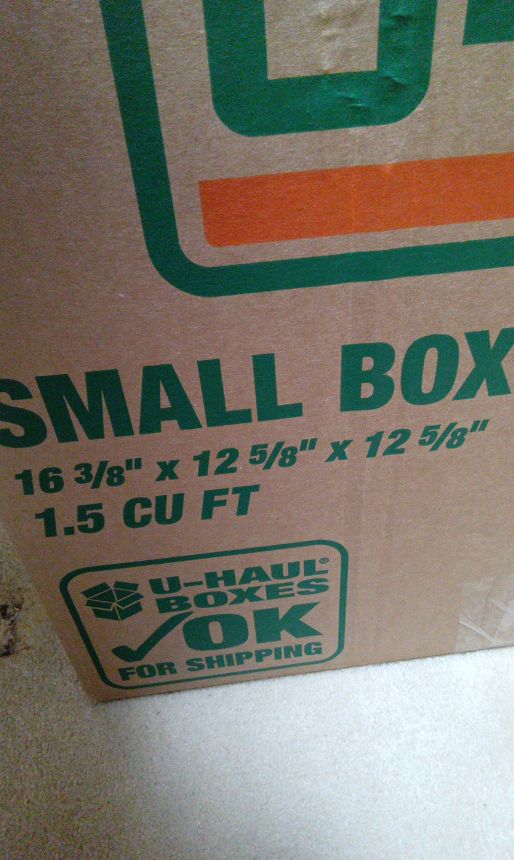 SMALL BOX
16 3/8" x 12 5/8" x 12 5/8"
1.5 CU FT
U-HAUL®
BOXES
OK
FOR SHIPPING